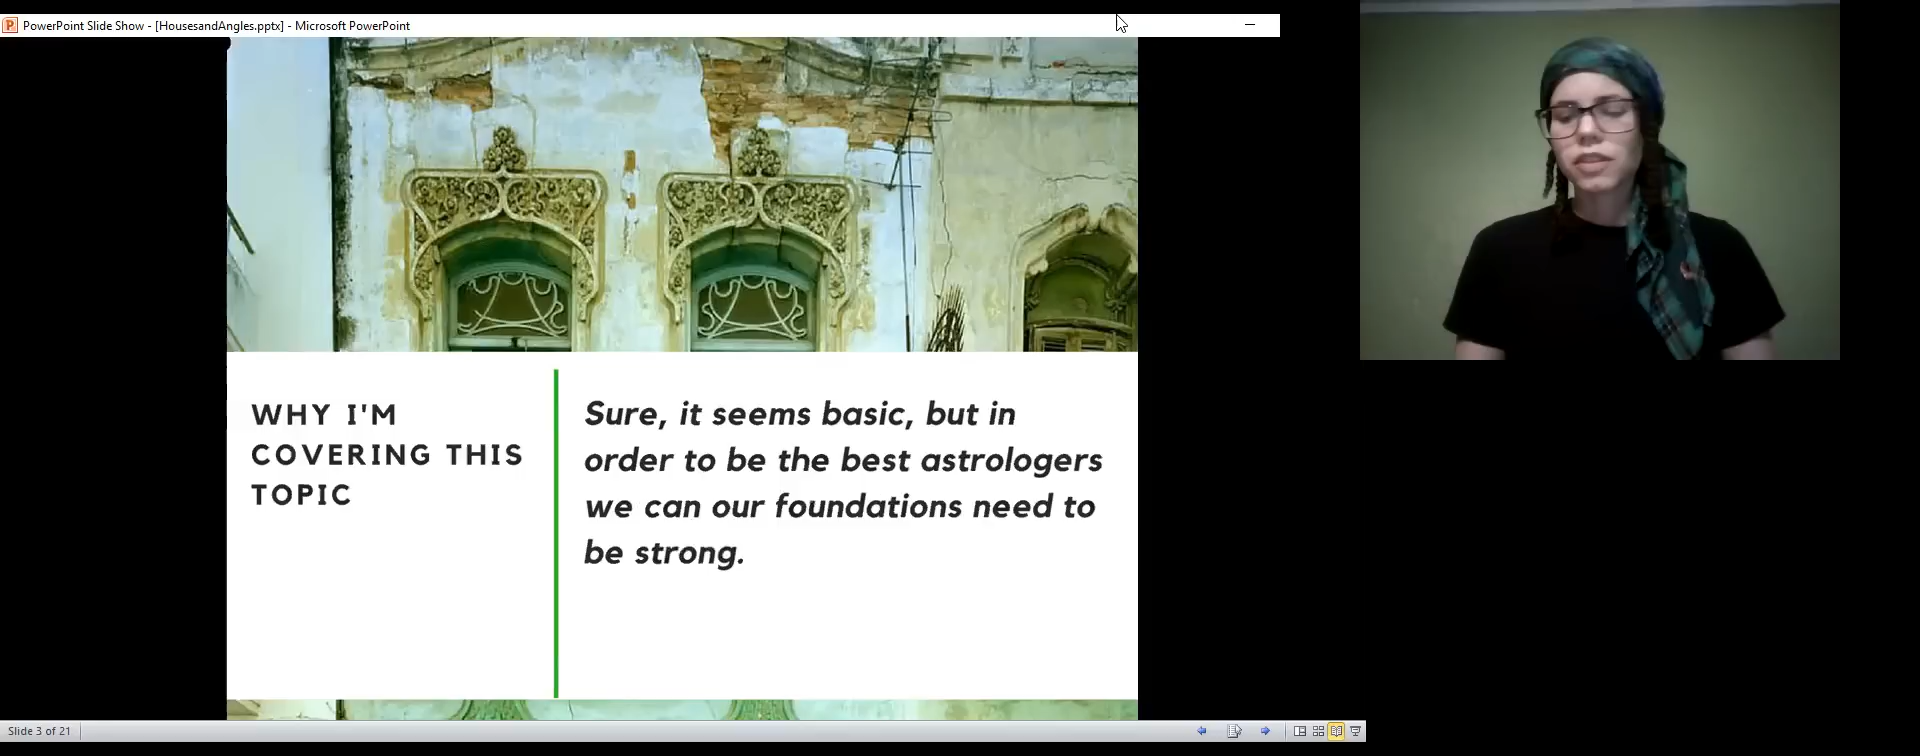 PowerPoint Slide Show - [HousesandAngles.pptx] - Microsoft PowerPoint
WHY I'M
COVERING THIS
TOPIC
Sure, it seems basic, but in
order to be the best astrologers
we can our foundations need to
be strong.
Slide 3 of 21